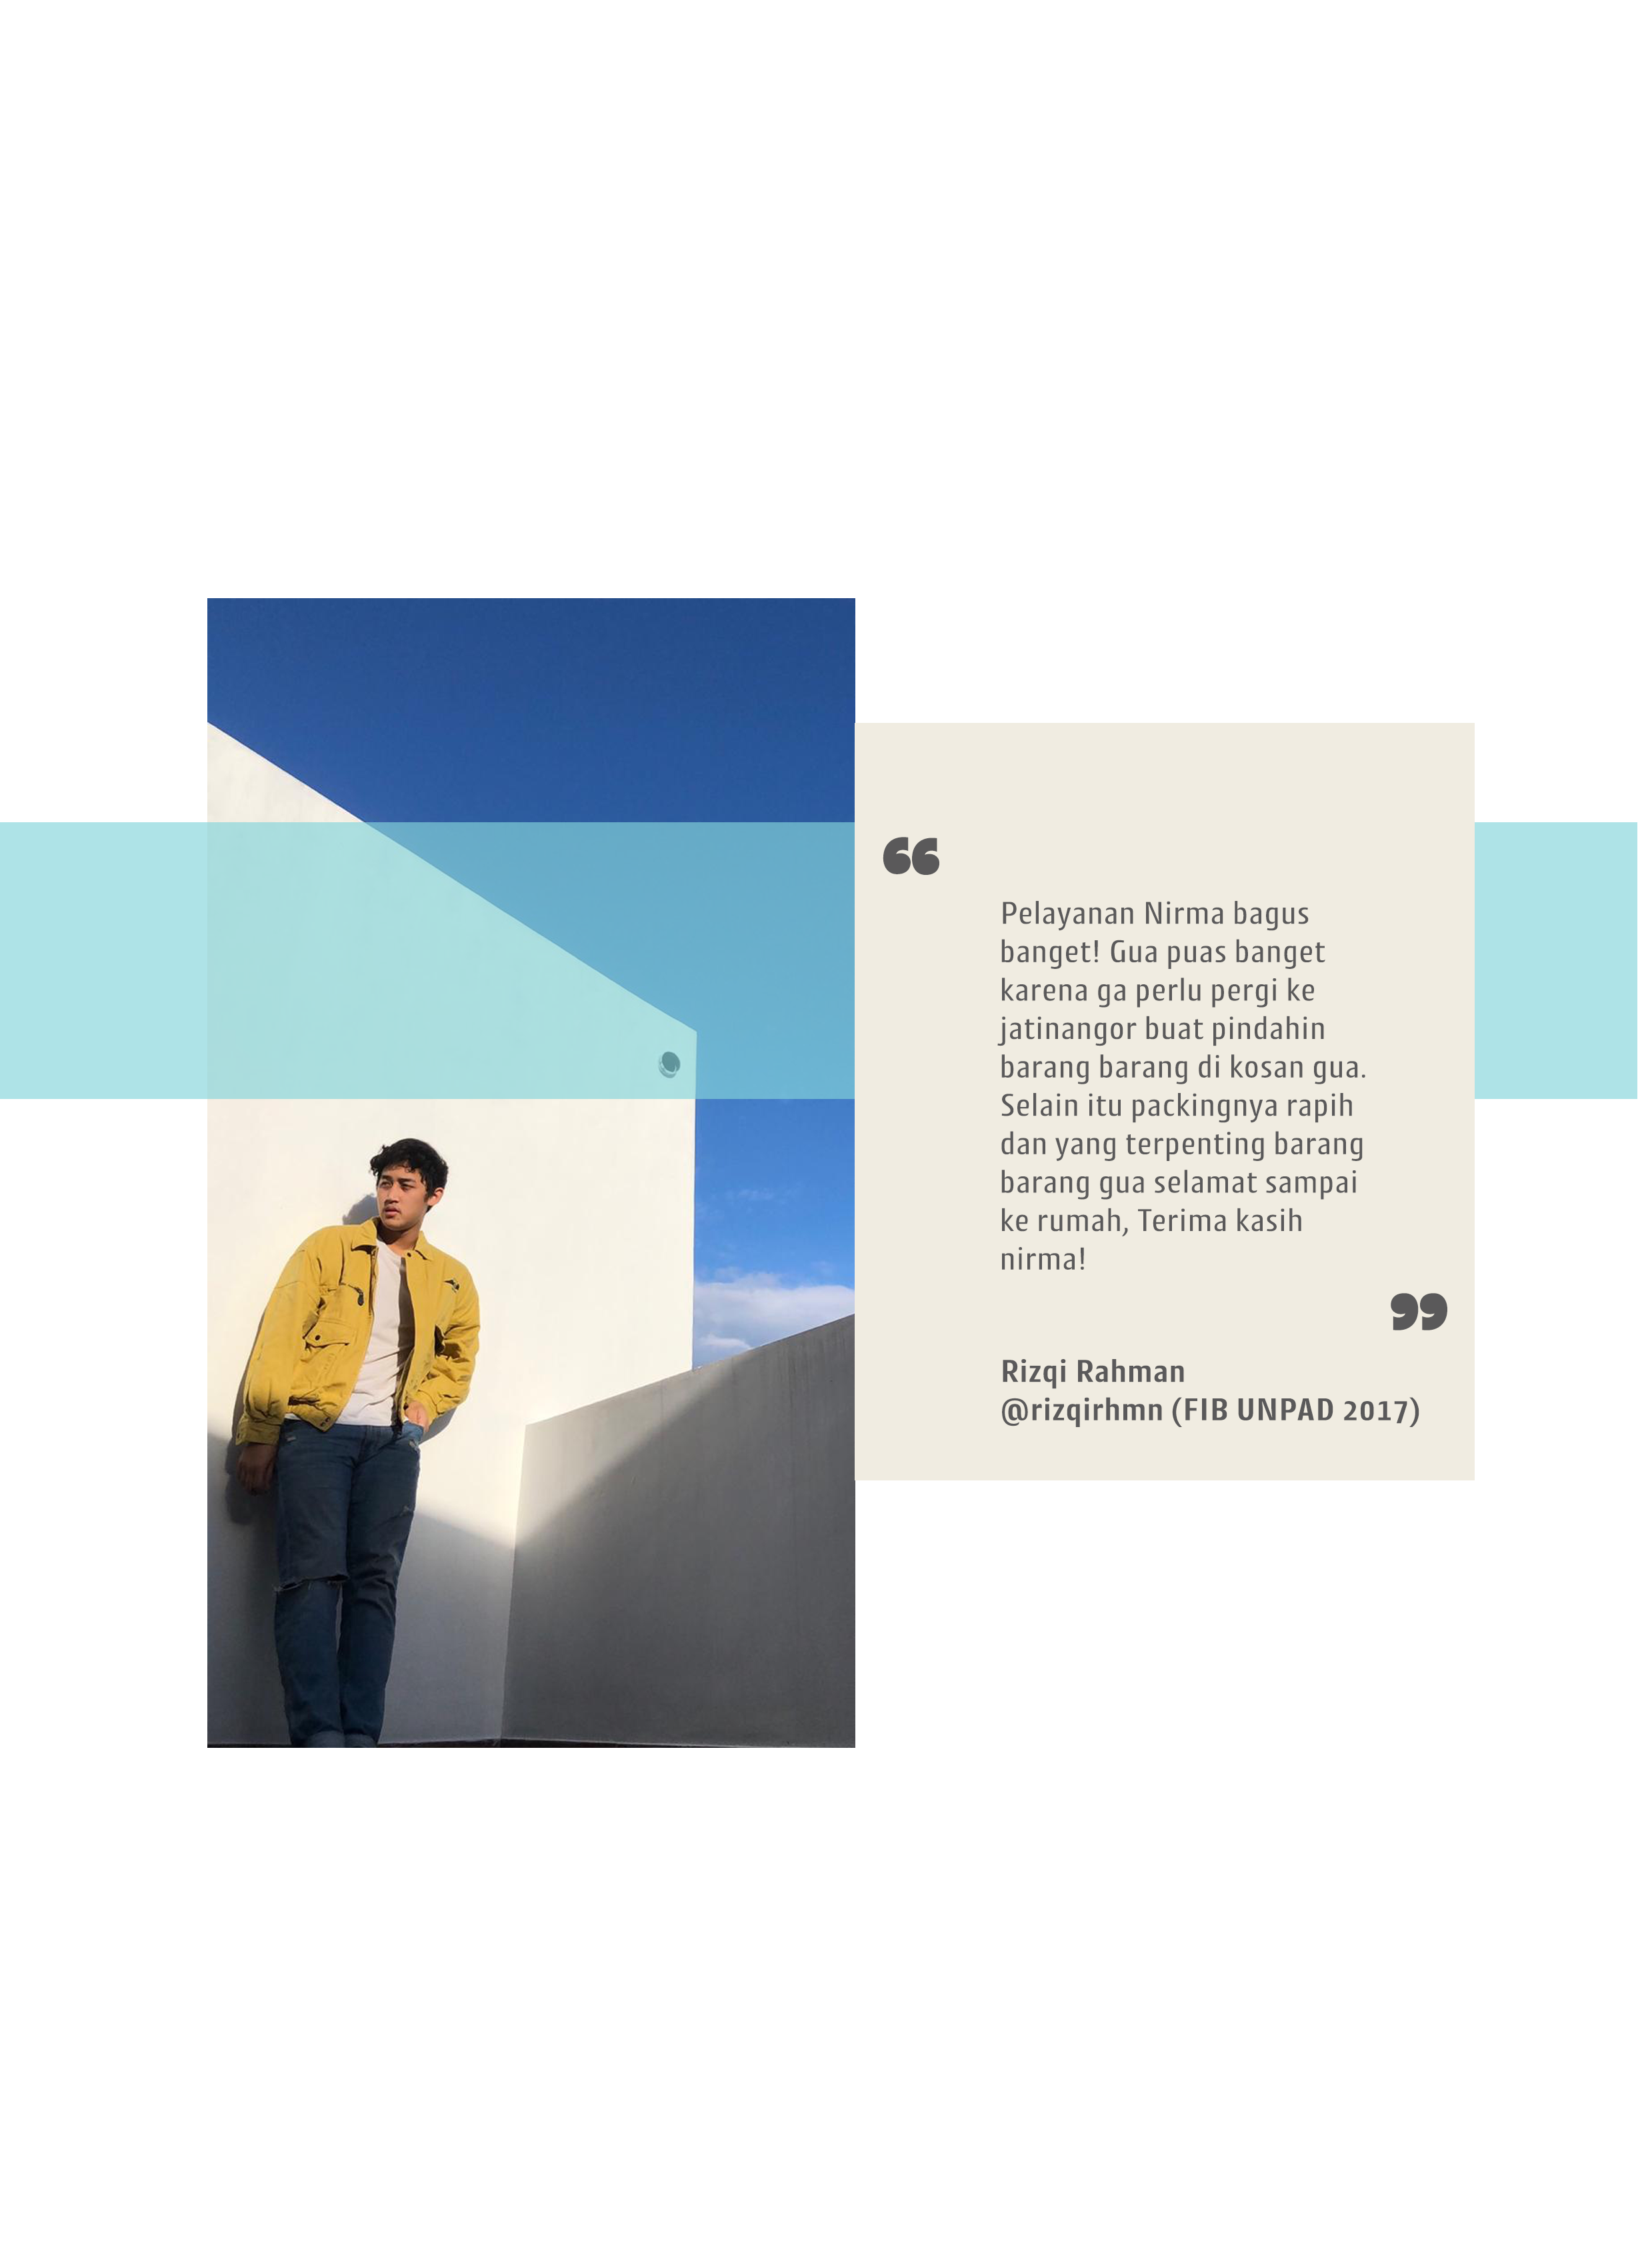 “
Pelayanan Nirma bagus
banget! Gua puas banget
karena ga perlu pergi ke
jatinangor buat pindahin
barang barang di kosan gua.
Selain itu packingnya rapih
dan yang terpenting barang
barang gua selamat sampai
ke rumah, Terima kasih
nirma!
”
Rizqi Rahman
@rizqirhmn (FIB UNPAD 2017)